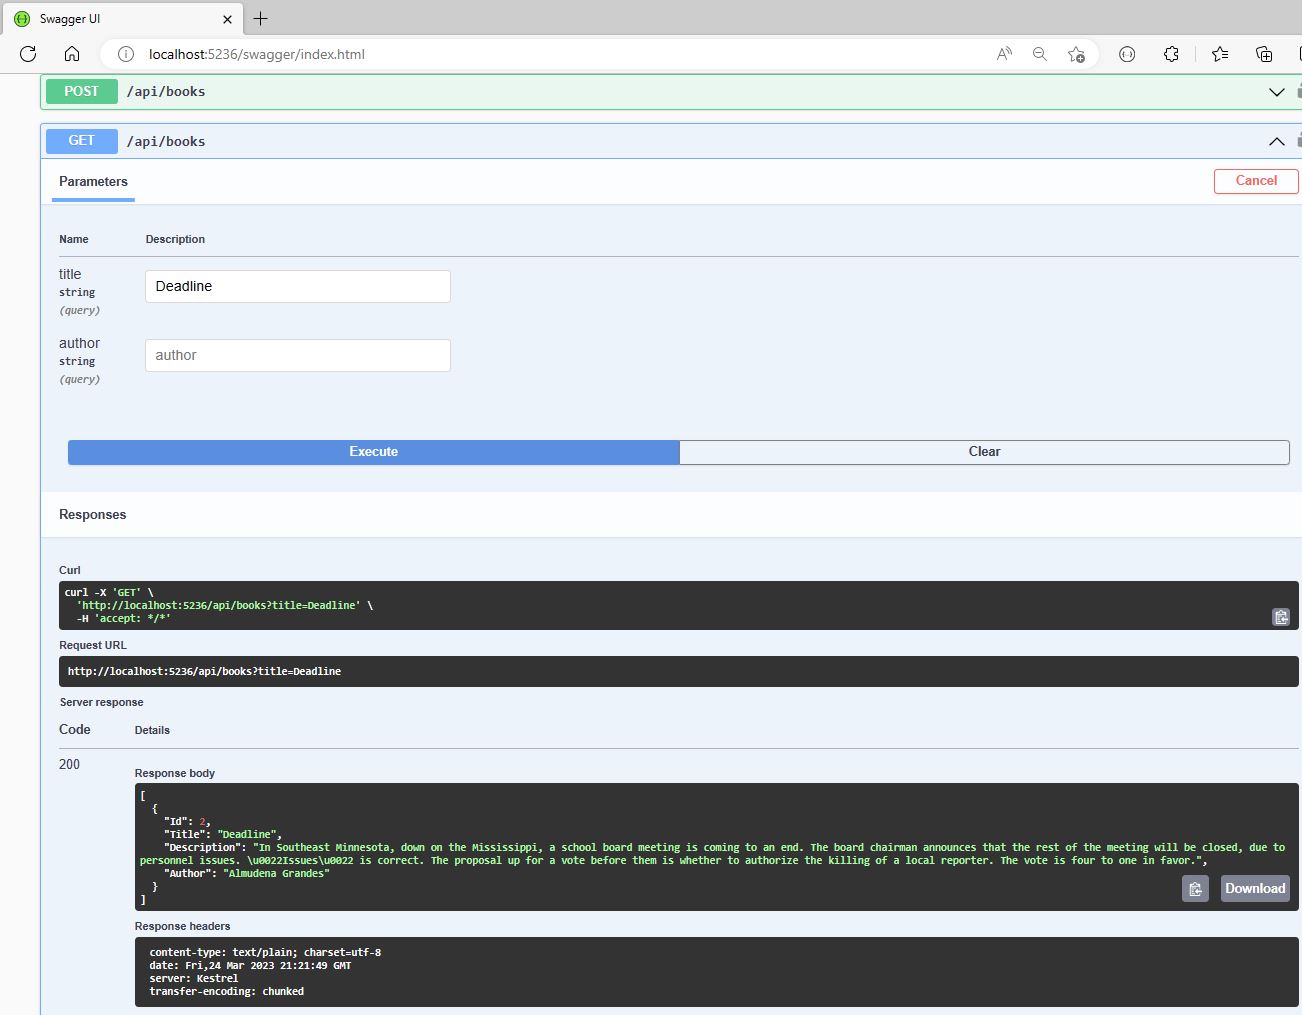 Swagger UI
localhost:5236/swagger/index.html
POST /api/books
GET /api/books
Parameters
Cancel
Name Description
title
string
(query)
Deadline
author
string
(query)
author
Execute Clear
Responses
Curl
curl -X 'GET' \
'http://localhost:5236/api/books?title=Deadline' \
-H 'accept: */*'
Request URL
http://localhost:5236/api/books?title=Deadline
Server response
Code Details
200
Response body
[
{
"Id": 2,
"Title": "Deadline",
"Description": "In Southeast Minnesota, down on the Mississippi, a school board meeting is coming to an end. The board chairman announces that the rest of the meeting will be closed, due to
personnel issues. \u0022Issues\u0022 is correct. The proposal up for a vote before them is whether to authorize the killing of a local reporter. The vote is four to one in favor.",
"Author": "Almudena Grandes"
}
]
Download
Response headers
content-type: text/plain; charset=utf-8
date: Fri,24 Mar 2023 21:21:49 GMT
server: Kestrel
transfer-encoding: chunked